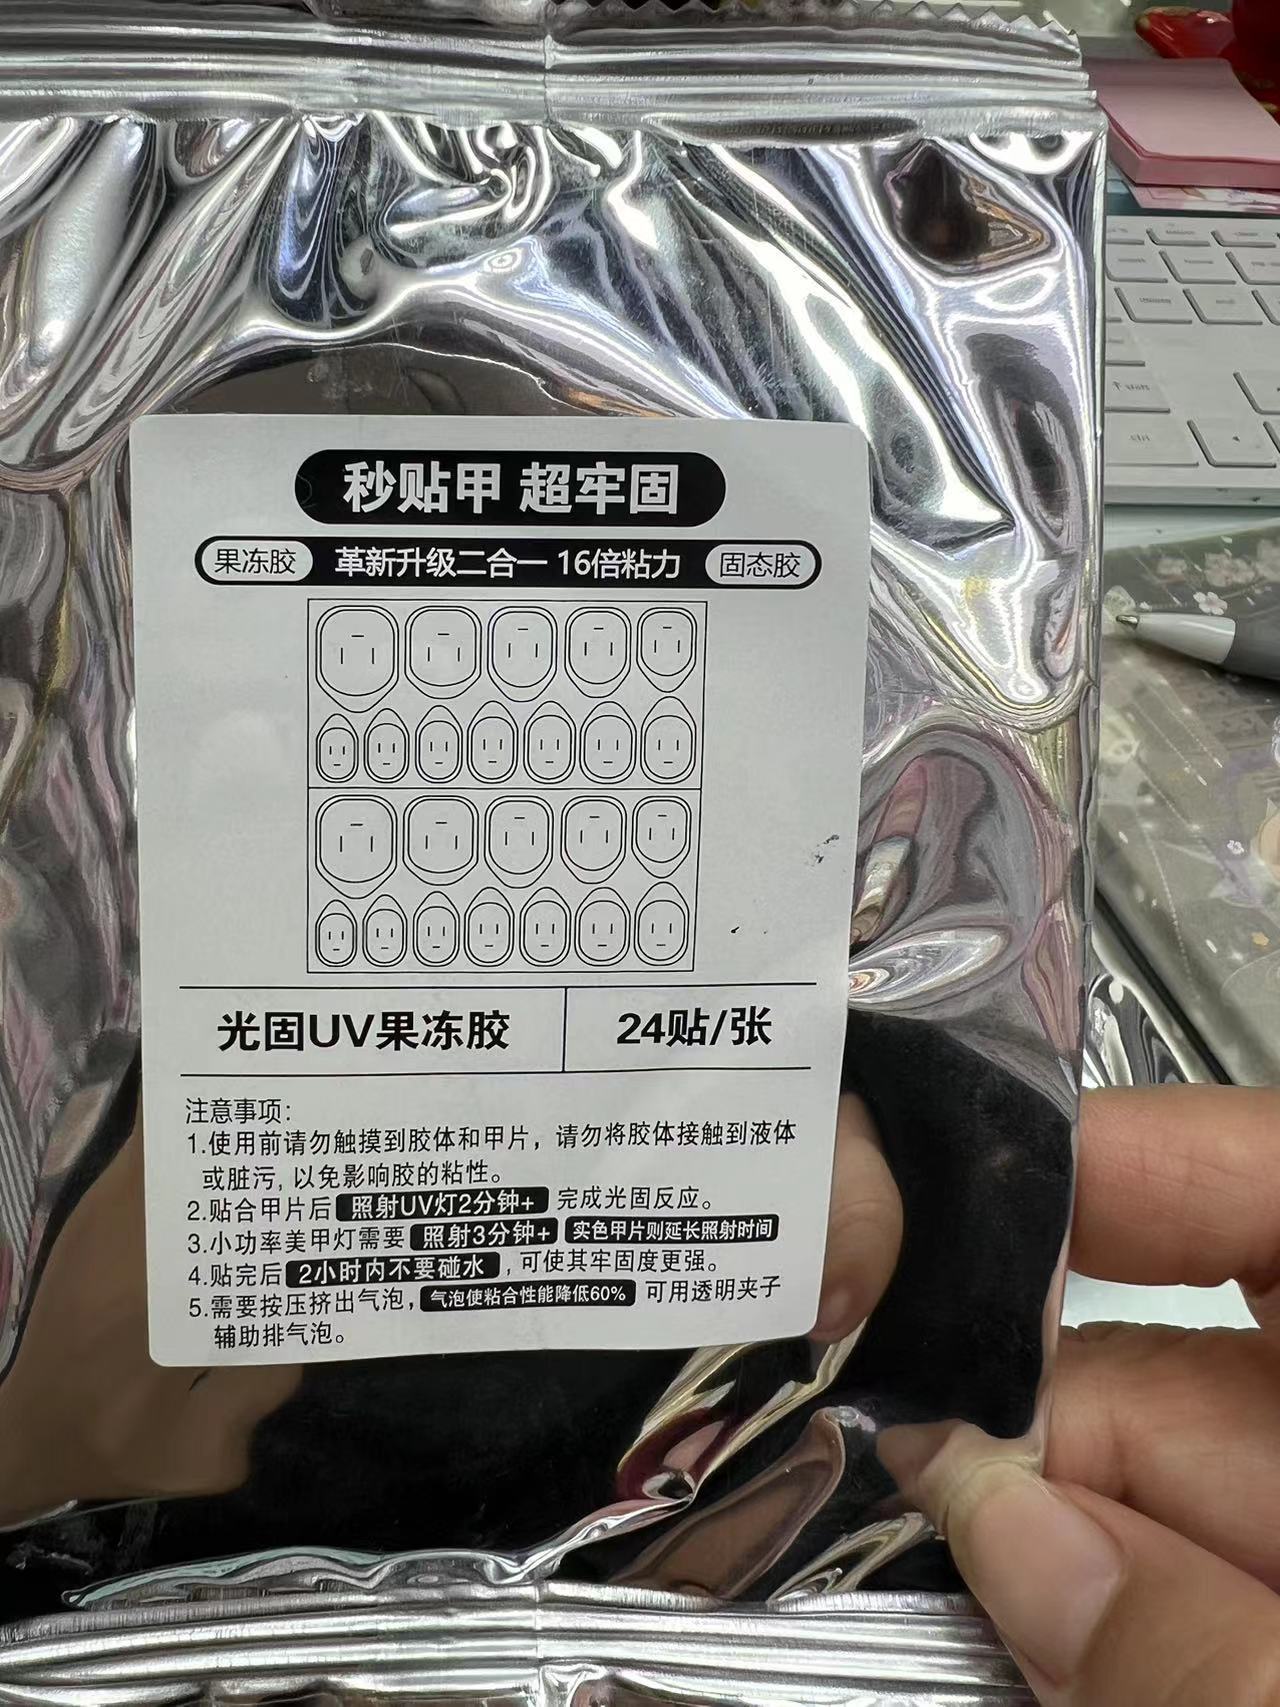 秒贴甲 超牢固
果冻胶 革新升级二合一 16倍粘力 固态胶
光固UV果冻胶 24贴/张
注意事项:
1.使用前请勿触摸到胶体和甲片，请勿将胶体接触到液体
或脏污, 以免影响胶的粘性。
2.贴合甲片后 照射UV灯2分钟+ 完成光固反应。
3.小功率美甲灯需要 照射3分钟+ 实色甲片则延长照射时间
4.贴完后 2小时内不要碰水 , 可使其牢固度更强。
5.需要按压挤出气泡, 气泡使粘合性能降低60% 可用透明夹子
辅助排气泡。